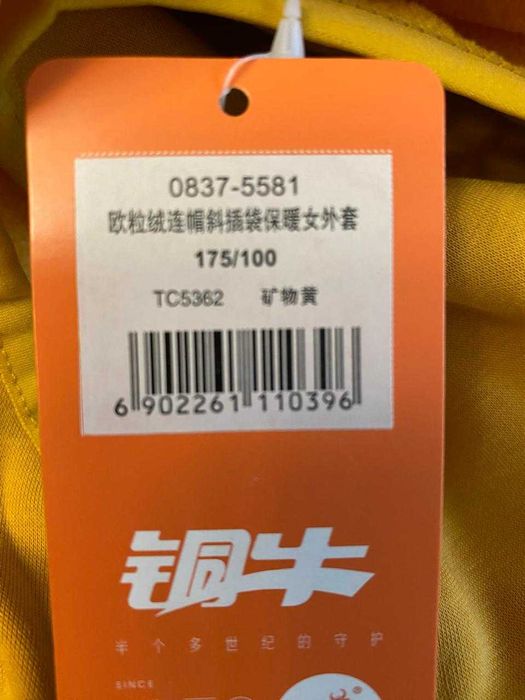 0837-5581
欧粒绒连帽斜插袋保暖女外套
175/100
TC5362 矿物黄
6 902261 110396
铜牛
半个多世纪的守护
SINCE